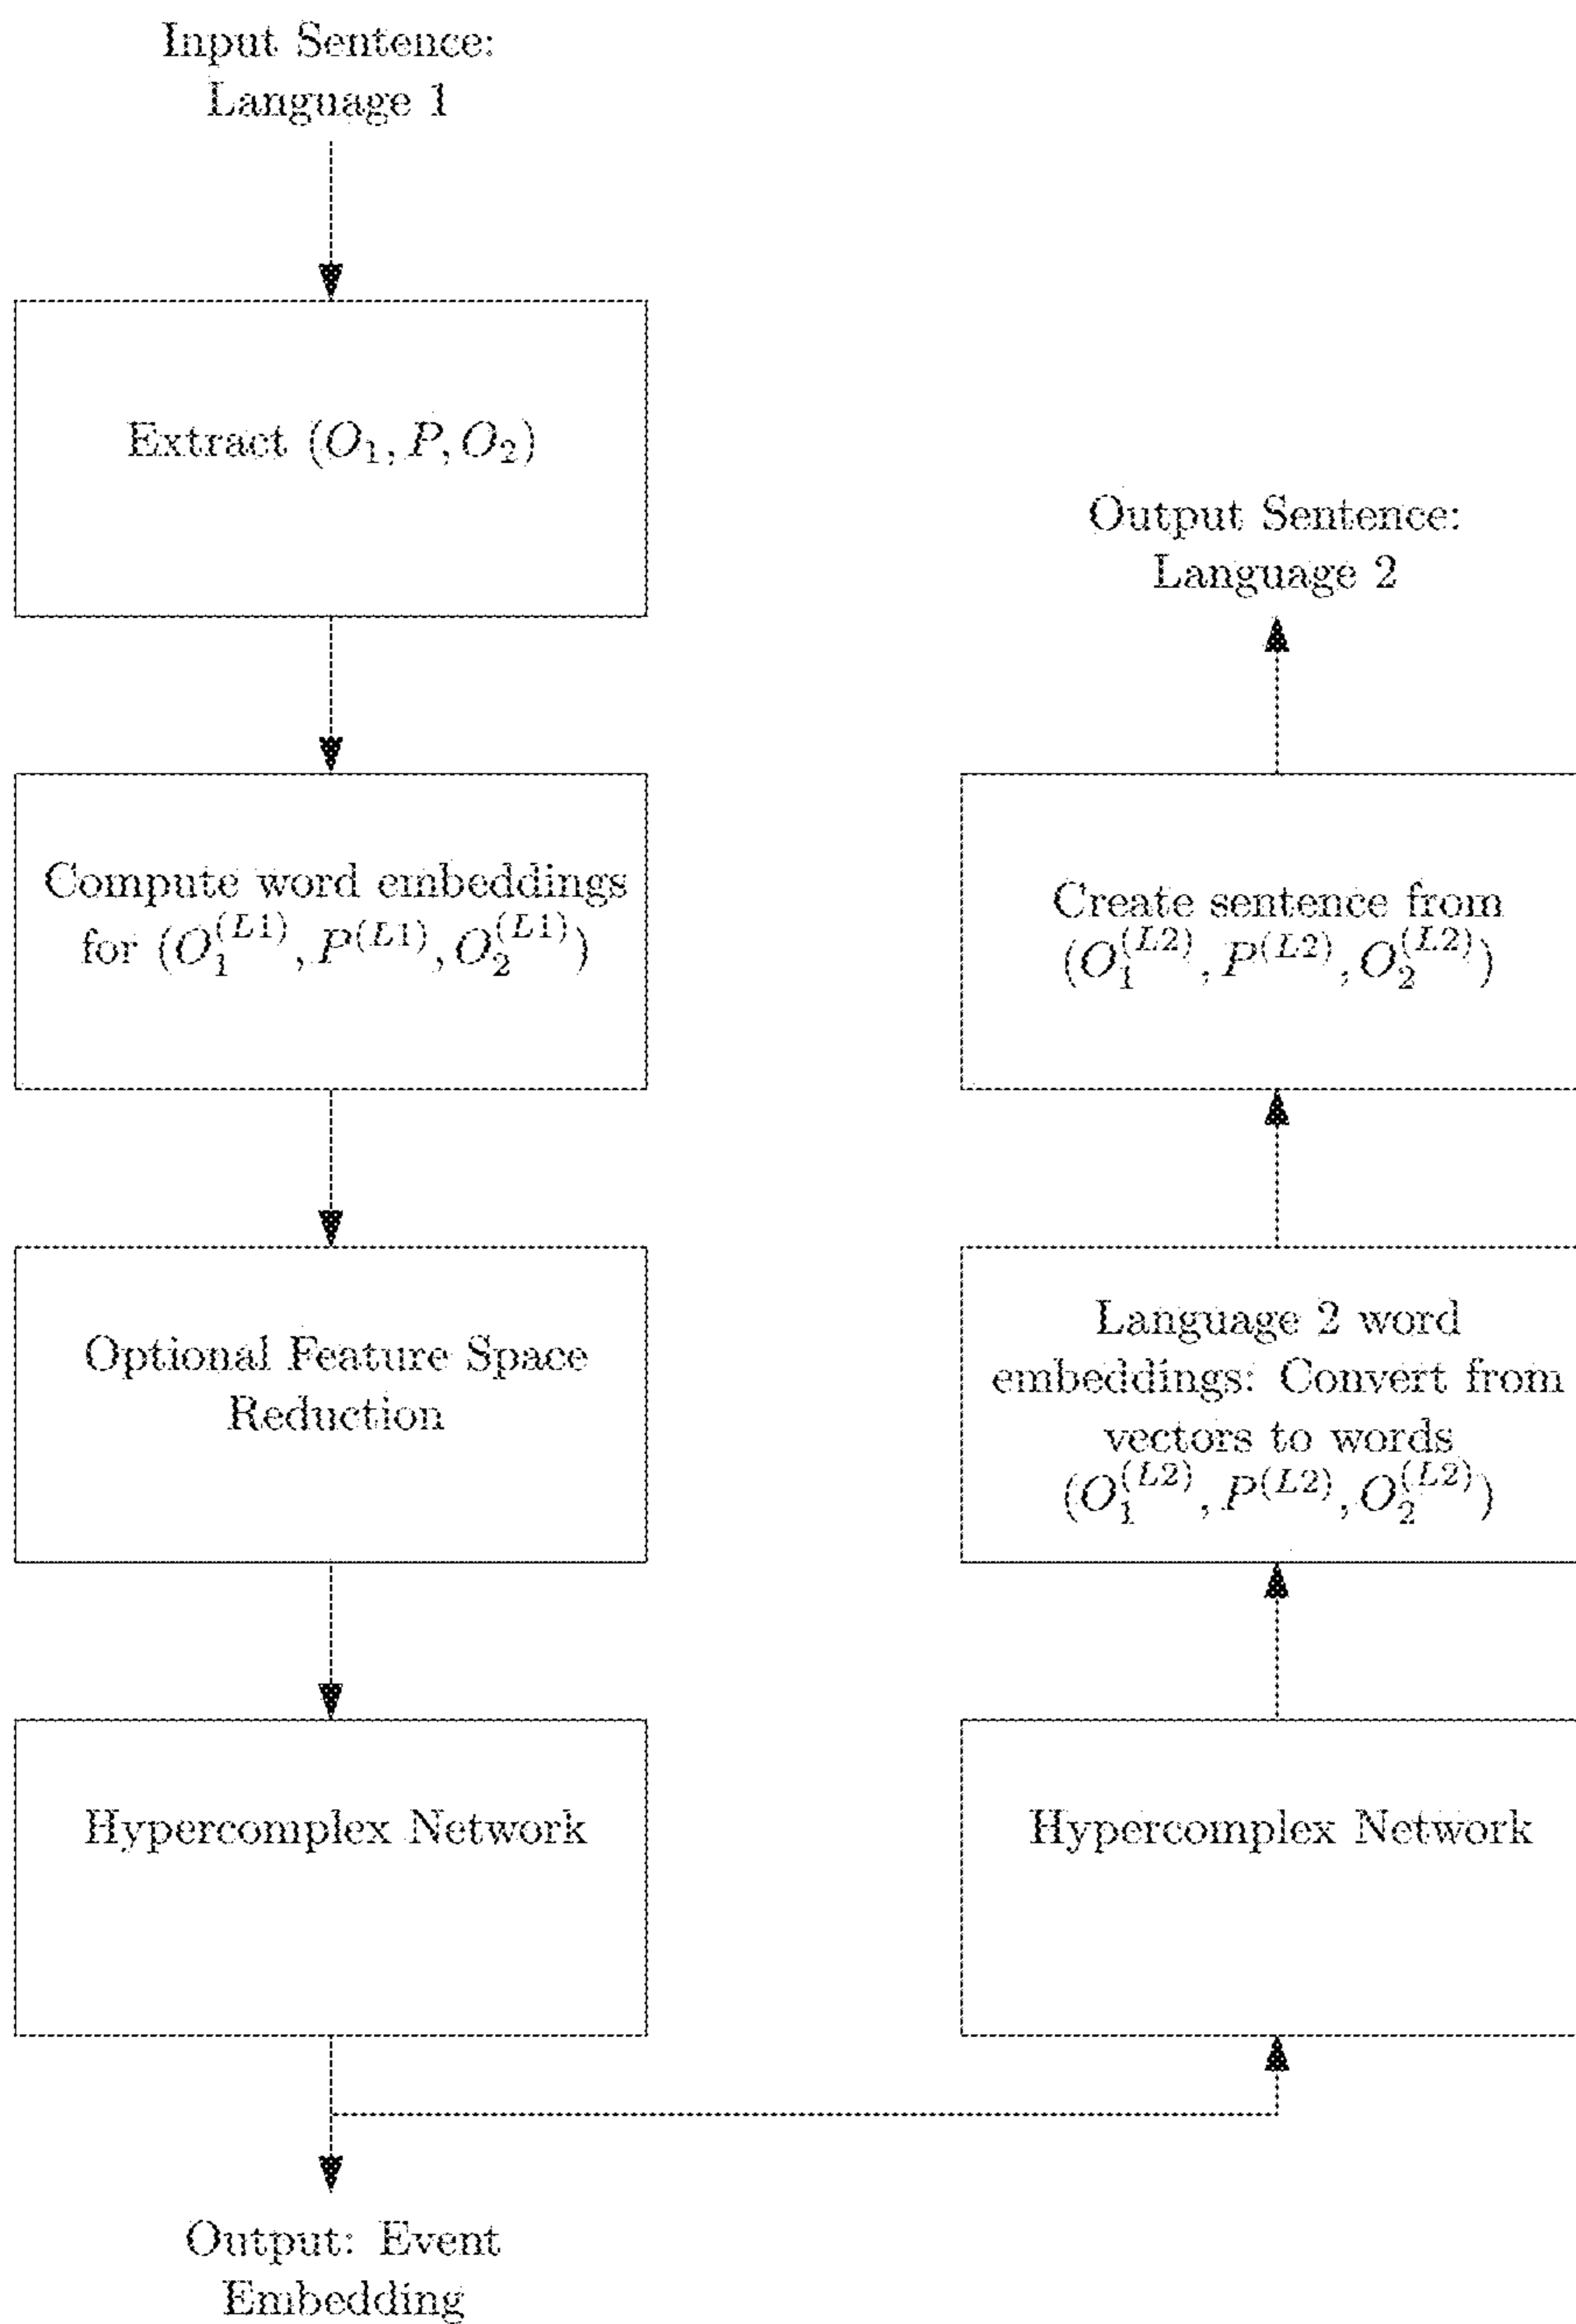 Input Sentence:
Language 1
Extract (O₁, P, O₂)
Compute word embeddings
for (O₁^(L1), P^(L1), O₂^(L1))
Optional Feature Space
Reduction
Hypercomplex Network
Output: Event
Embedding
Output Sentence:
Language 2
Create sentence from
(O₁^(L2), P^(L2), O₂^(L2))
Language 2 word
embeddings: Convert from
vectors to words
(O₁^(L2), P^(L2), O₂^(L2))
Hypercomplex Network